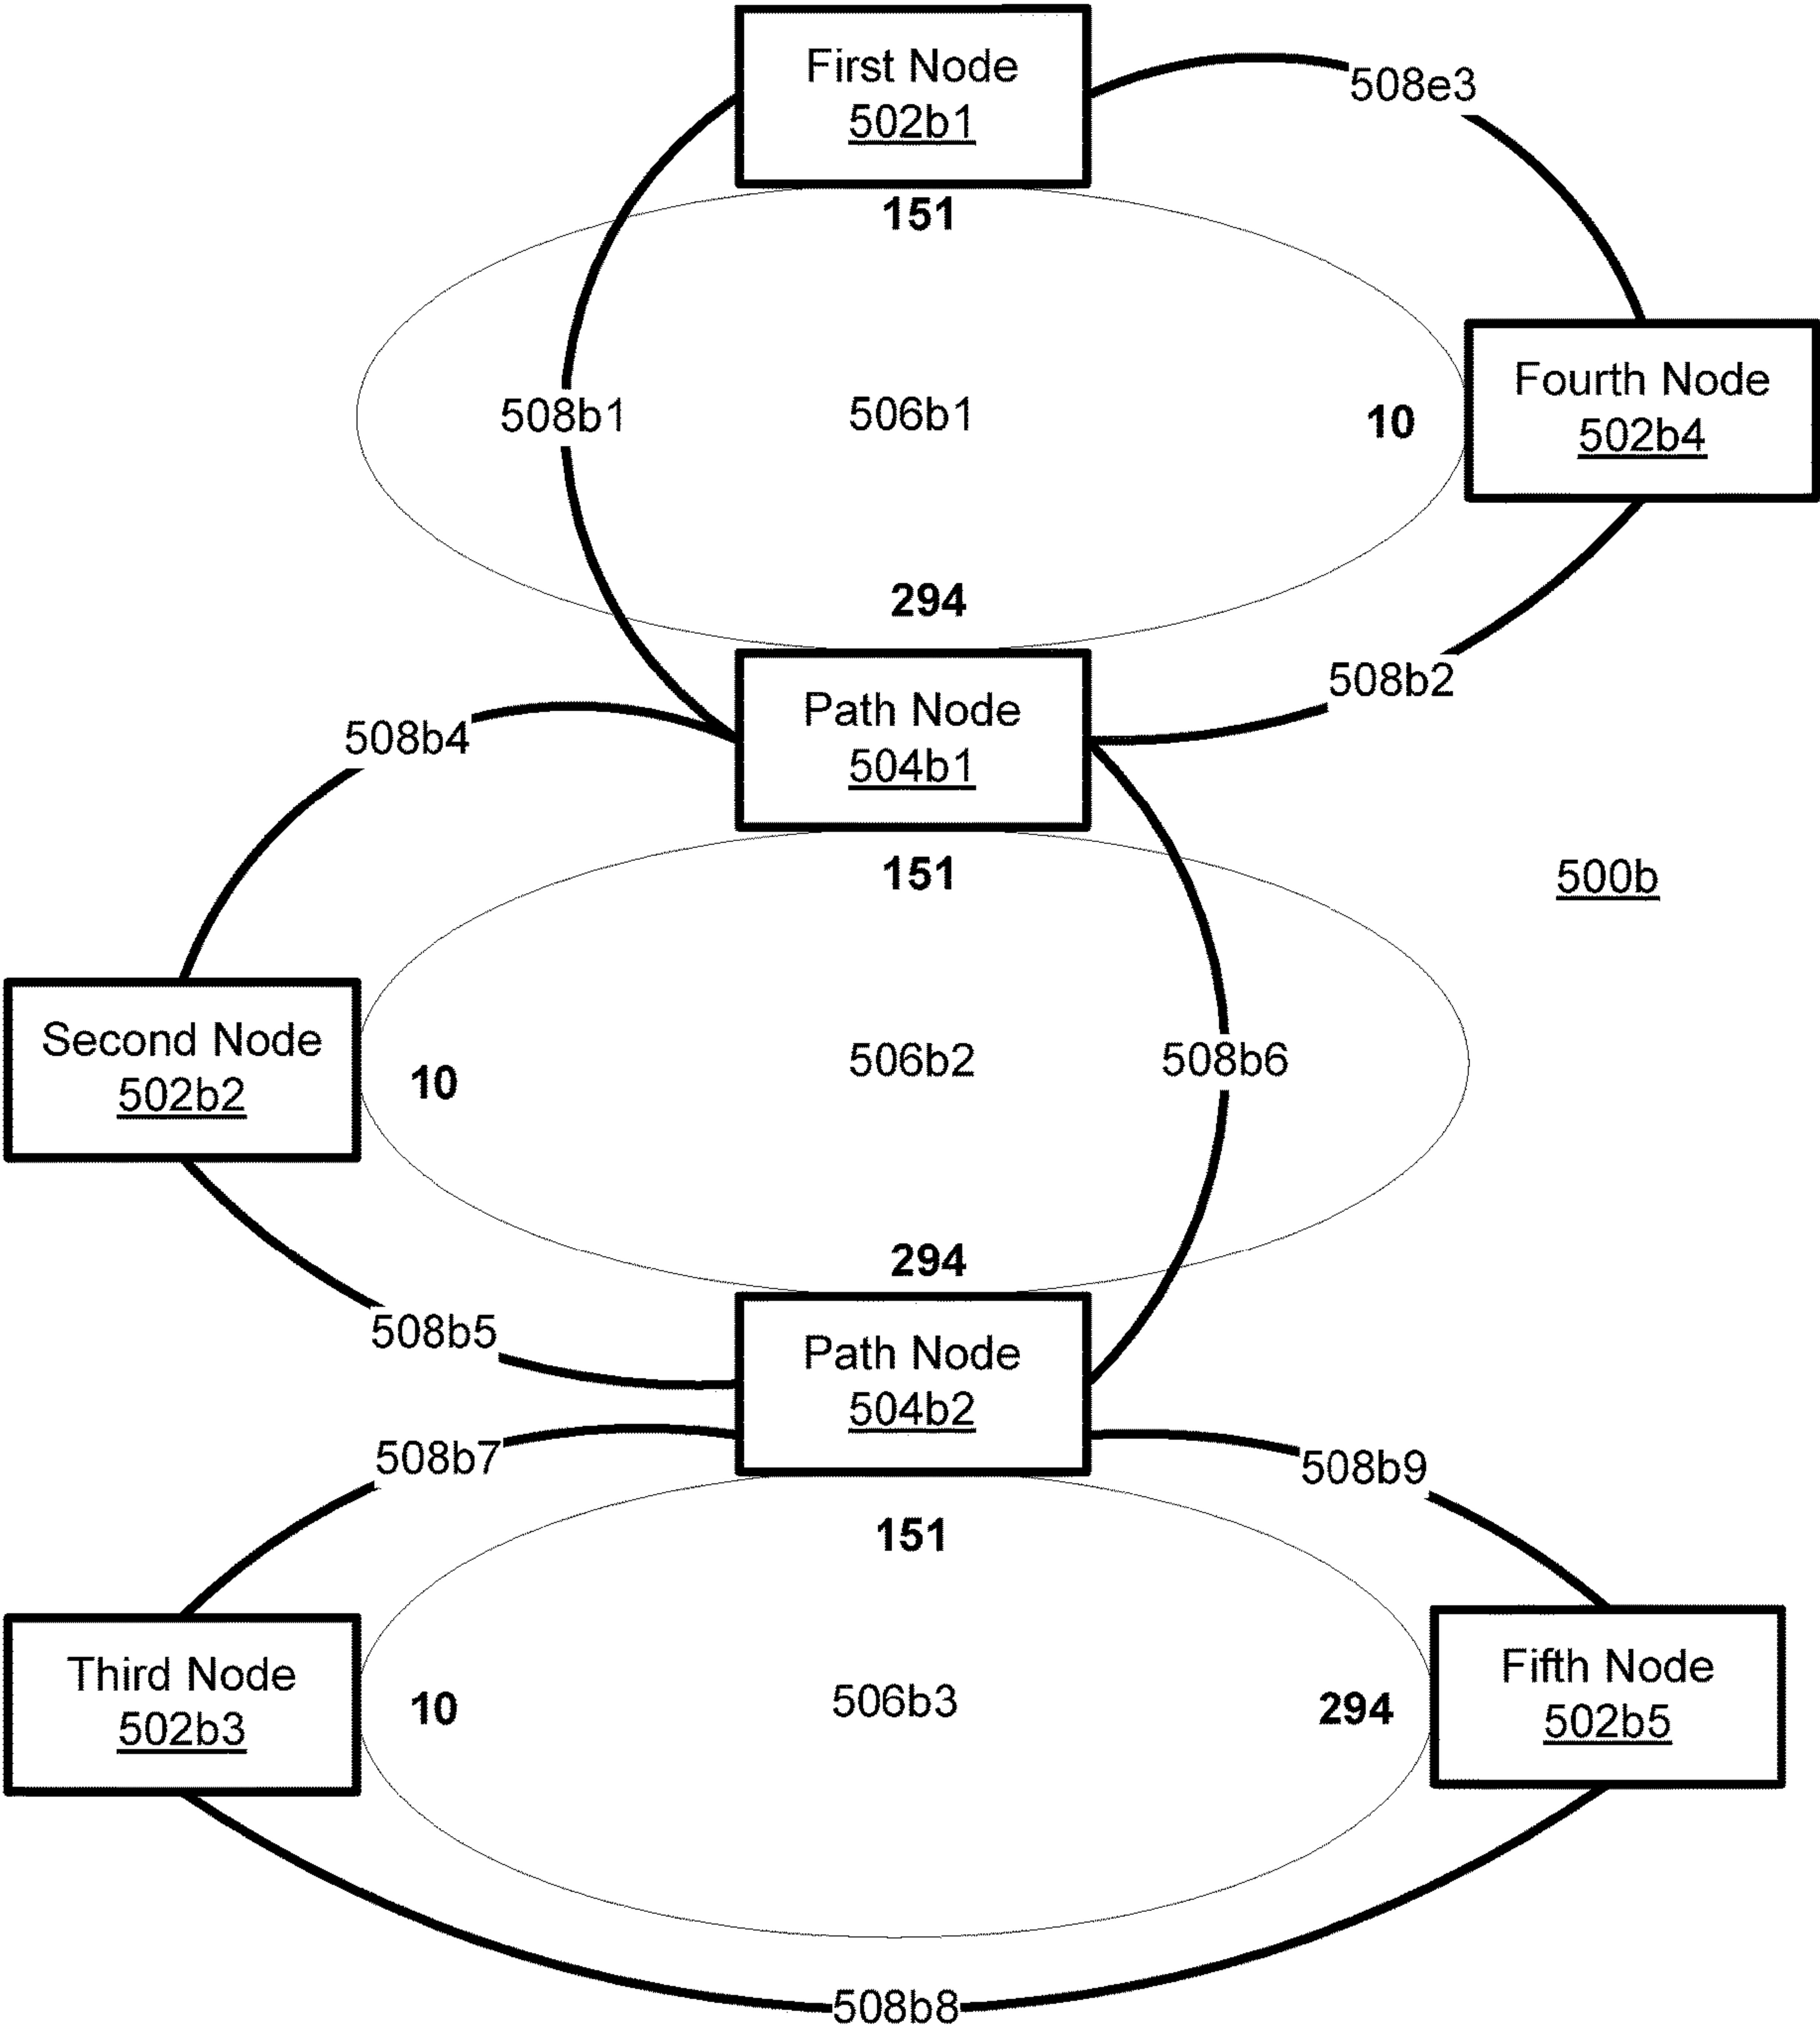 First Node
502b1
508e3
151
Fourth Node
502b4
508b1
506b1
10
294
508b2
Path Node
504b1
508b4
151
500b
Second Node
502b2
10
506b2
508b6
294
508b5
Path Node
504b2
508b7
508b9
151
Third Node
502b3
10
506b3
294
Fifth Node
502b5
508b8